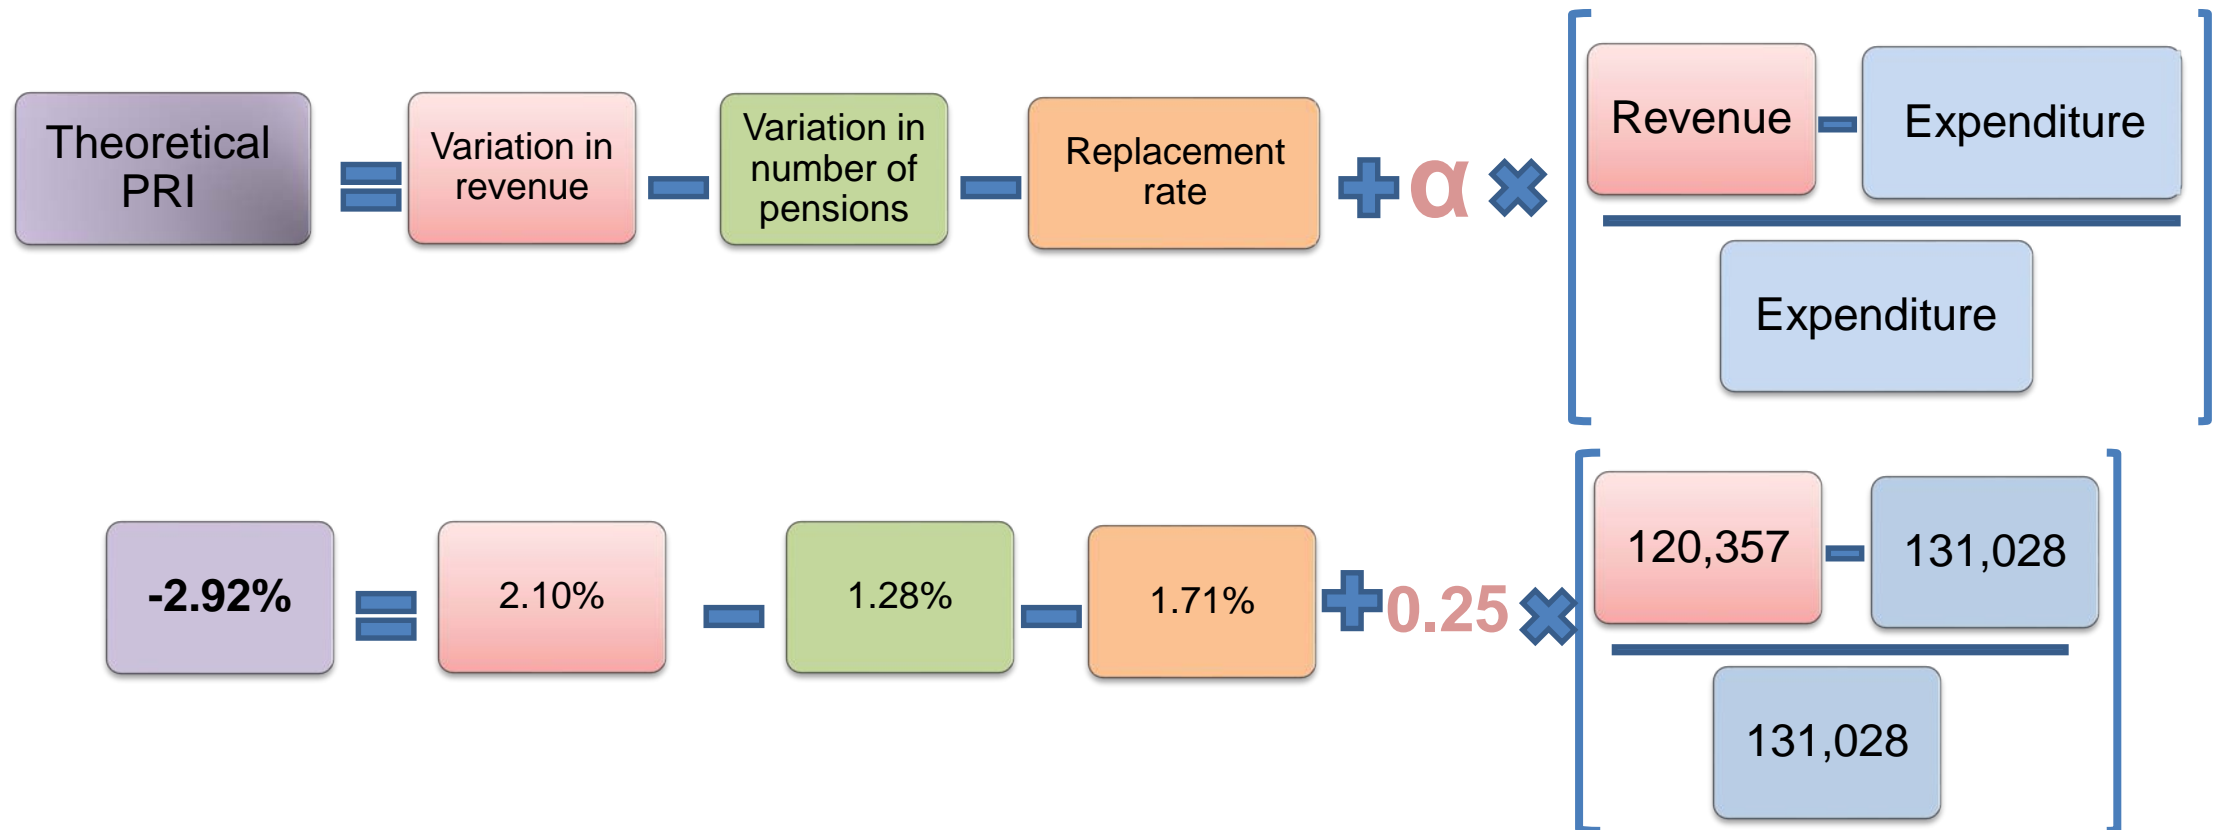 Theoretical
PRI
Variation in
revenue
Variation in
number of
pensions
Replacement
rate
α
Revenue
Expenditure
Expenditure
-2.92%
2.10%
1.28%
1.71%
0.25
120,357
131,028
131,028